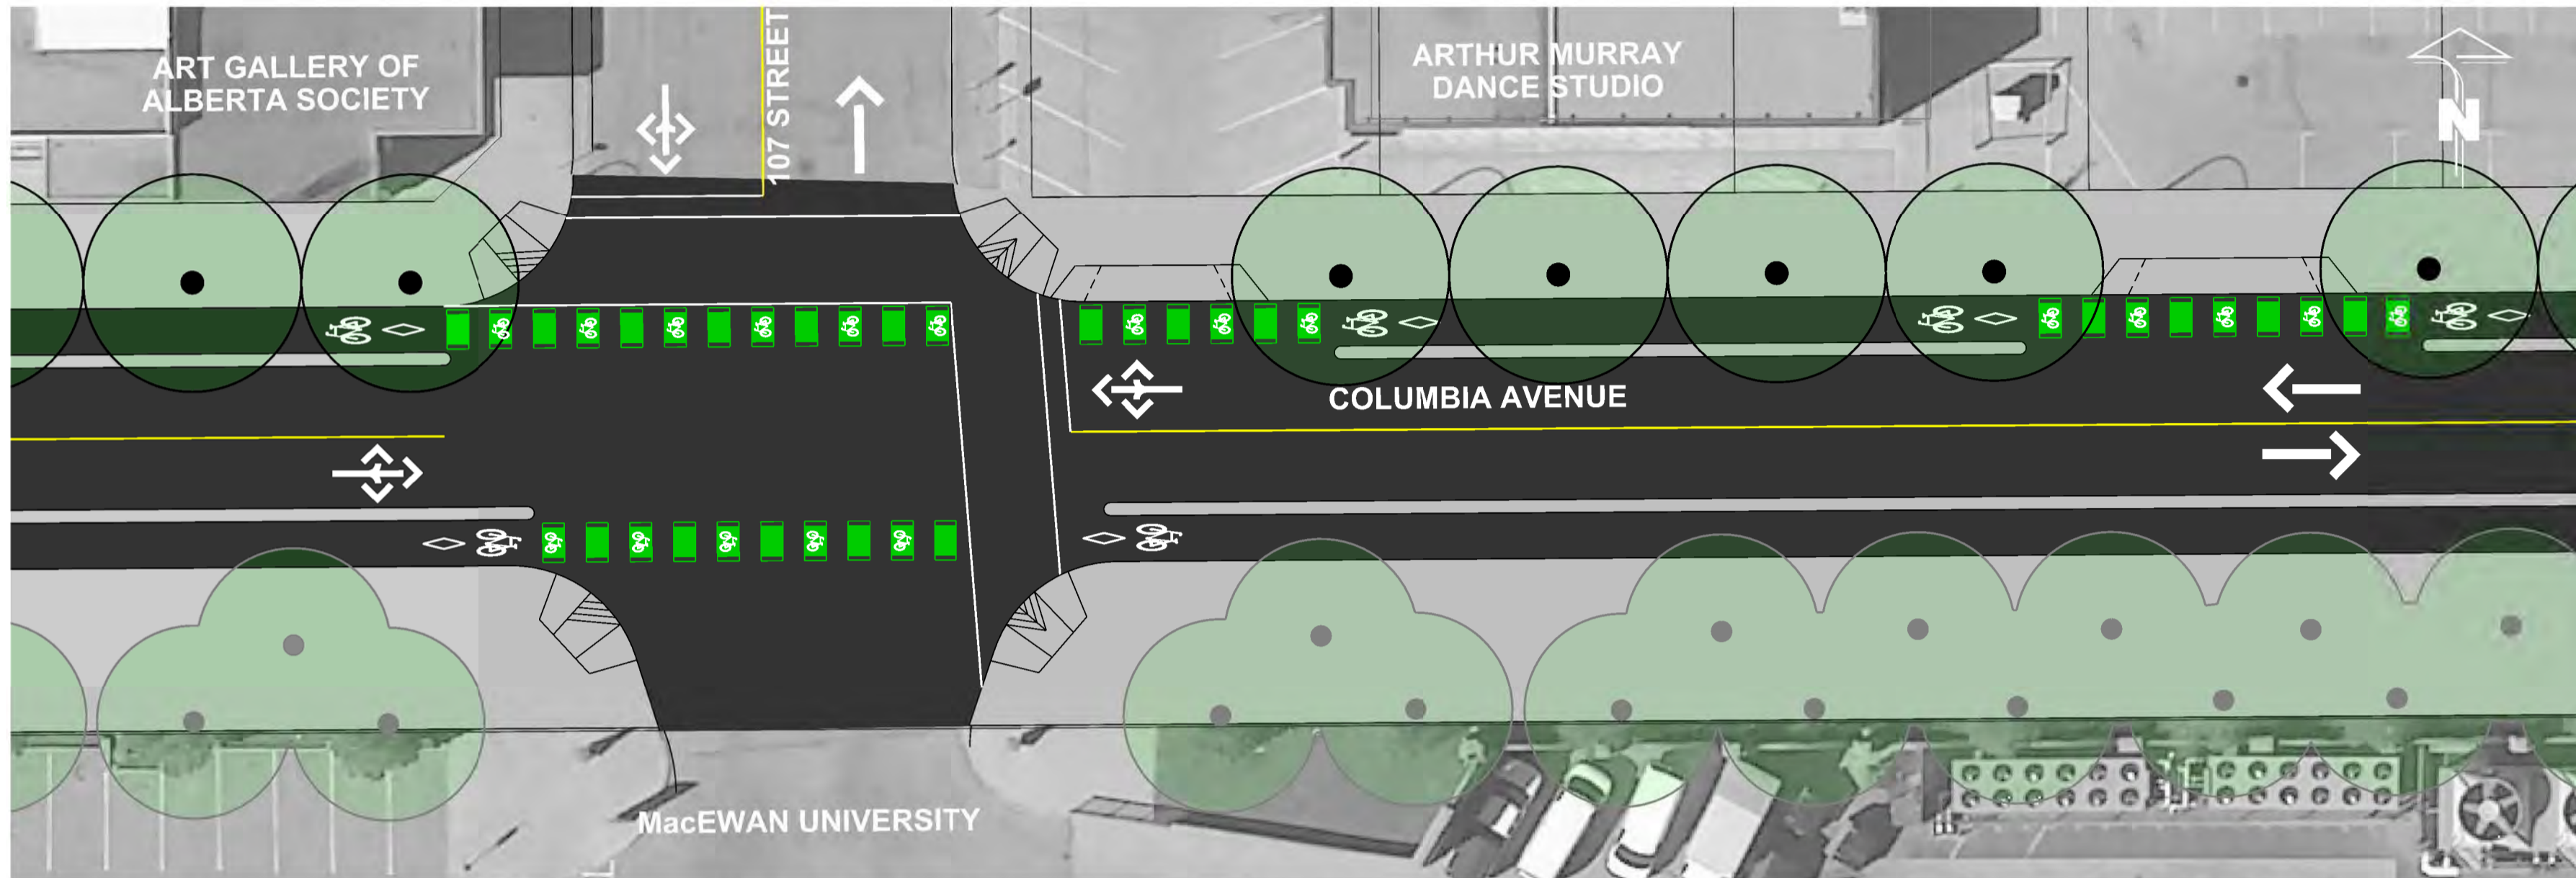 ART GALLERY OF
ALBERTA SOCIETY
107 STREET
ARTHUR MURRAY
DANCE STUDIO
N
COLUMBIA AVENUE
MacEWAN UNIVERSITY